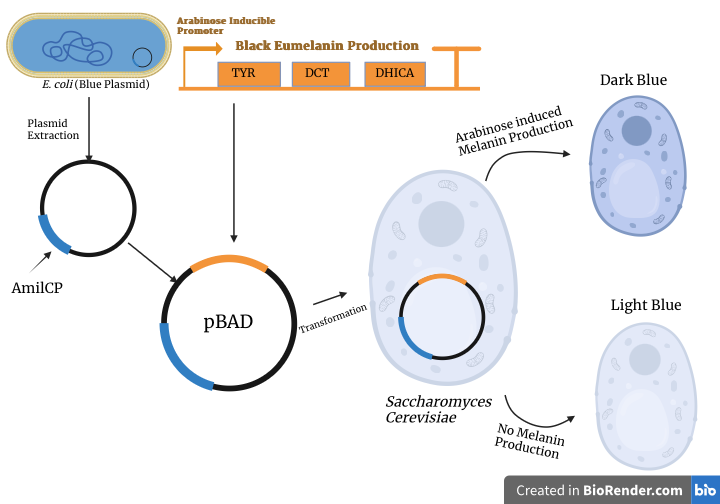 Arabinose Inducible
Promoter
Black Eumelanin Production
TYR
DCT
DHICA
E. coli (Blue Plasmid)
Plasmid
Extraction
AmilCP
pBAD
Transformation
Saccharomyces
Cerevisiae
Arabinose induced
Melanin Production
Dark Blue
Light Blue
No Melanin
Production
Created in BioRender.com bio